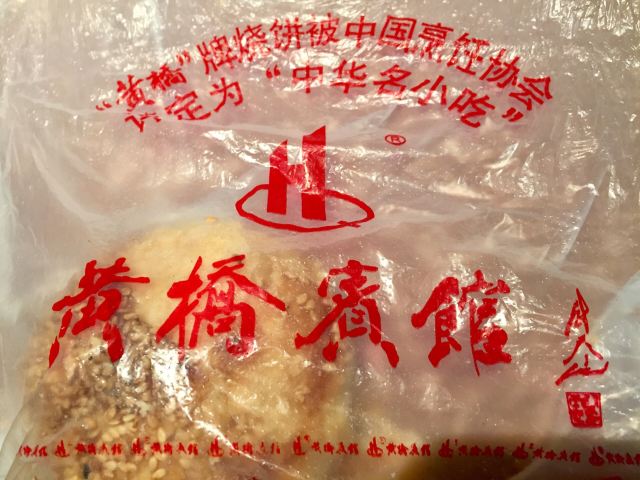 “黄桥”牌烧饼被中国烹饪协会
评定为“中华名小吃”
®
黄橋賓館